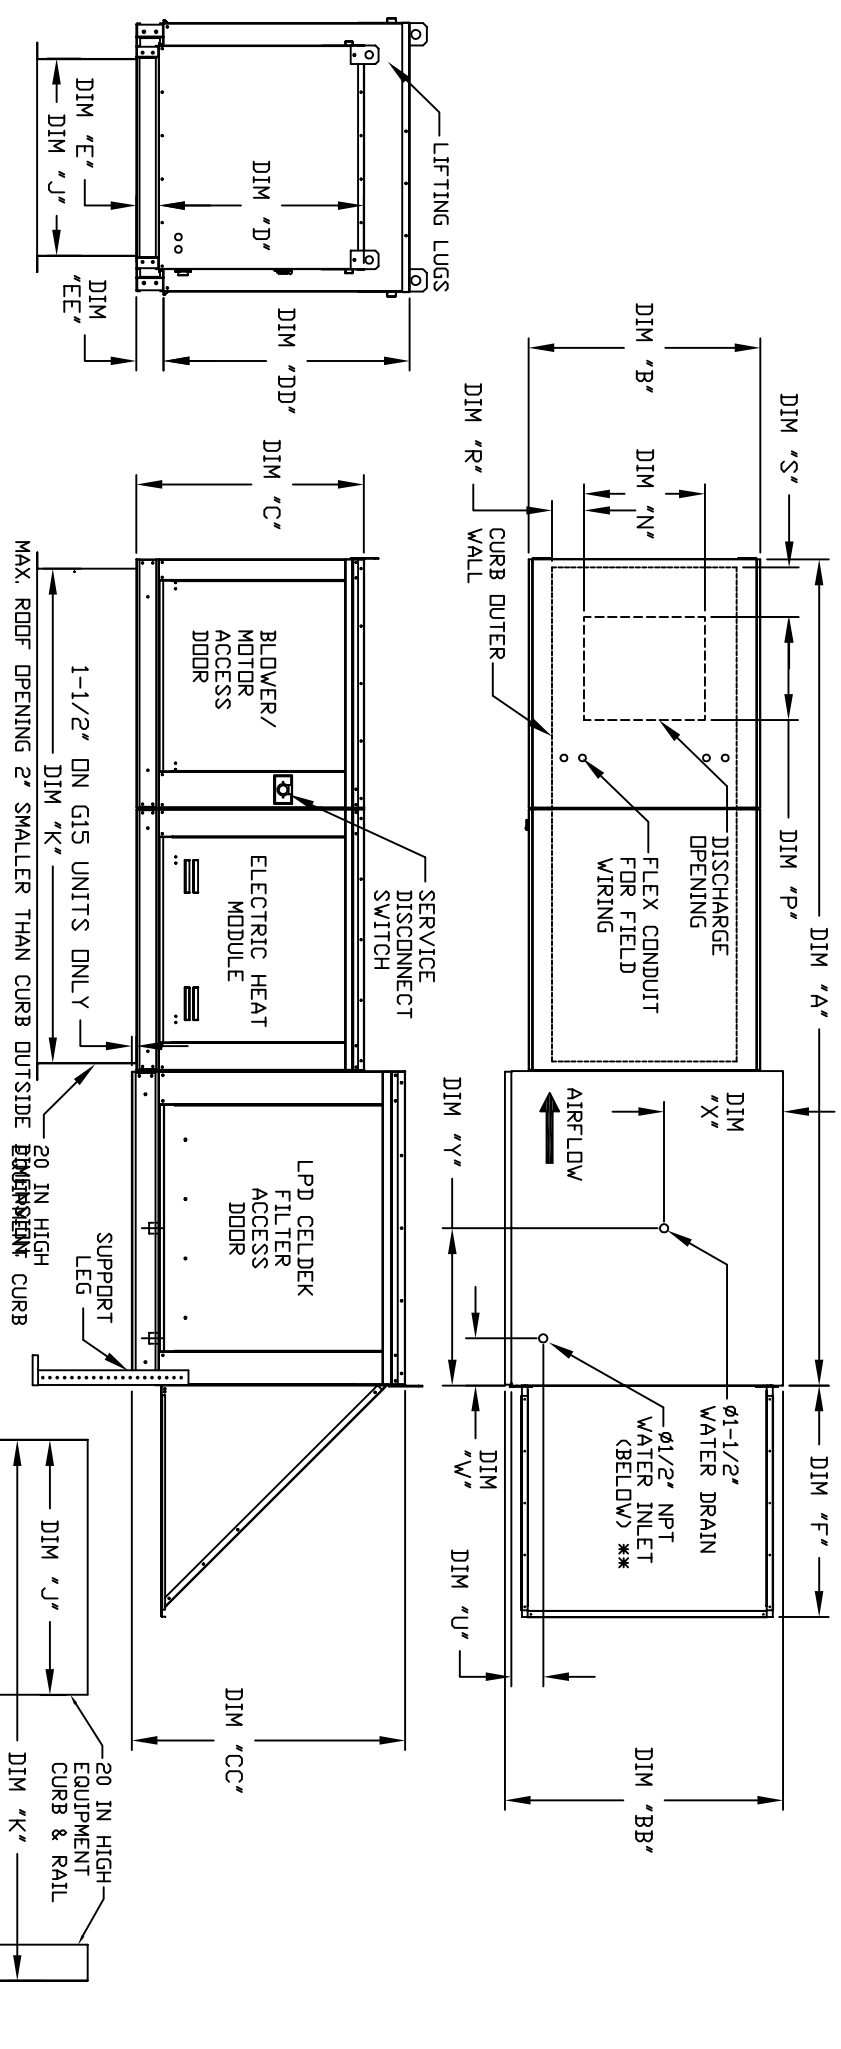 DIM "A"
DIM "F"
DIM "S"
DIM "P"
DIM "B"
DIM "N"
DIM "R"
CURB OUTER
WALL
DISCHARGE
OPENING
FLEX CONDUIT
FOR FIELD
WIRING
DIM
"X"
AIRFLOW
DIM "Y"
Ø1-1/2"
WATER DRAIN
Ø1/2" NPT
WATER INLET
(BELOW) **
DIM
"W"
DIM "U"
DIM "BB"
LIFTING LUGS
DIM "D"
DIM "E"
DIM "J"
DIM "DD"
DIM
"EE"
DIM "C"
SERVICE
DISCONNECT
SWITCH
BLOWER/
MOTOR
ACCESS
DOOR
ELECTRIC HEAT
MODULE
LPD CELDEK
FILTER
ACCESS
DOOR
DIM "CC"
1-1/2" ON G15 UNITS ONLY
DIM "K"
SUPPORT
LEG
20 IN HIGH
EQUIPMENT CURB
MAX. ROOF OPENING 2" SMALLER THAN CURB OUTSIDE DIMENSION
20 IN HIGH
EQUIPMENT
CURB & RAIL
DIM "J"
DIM "K"